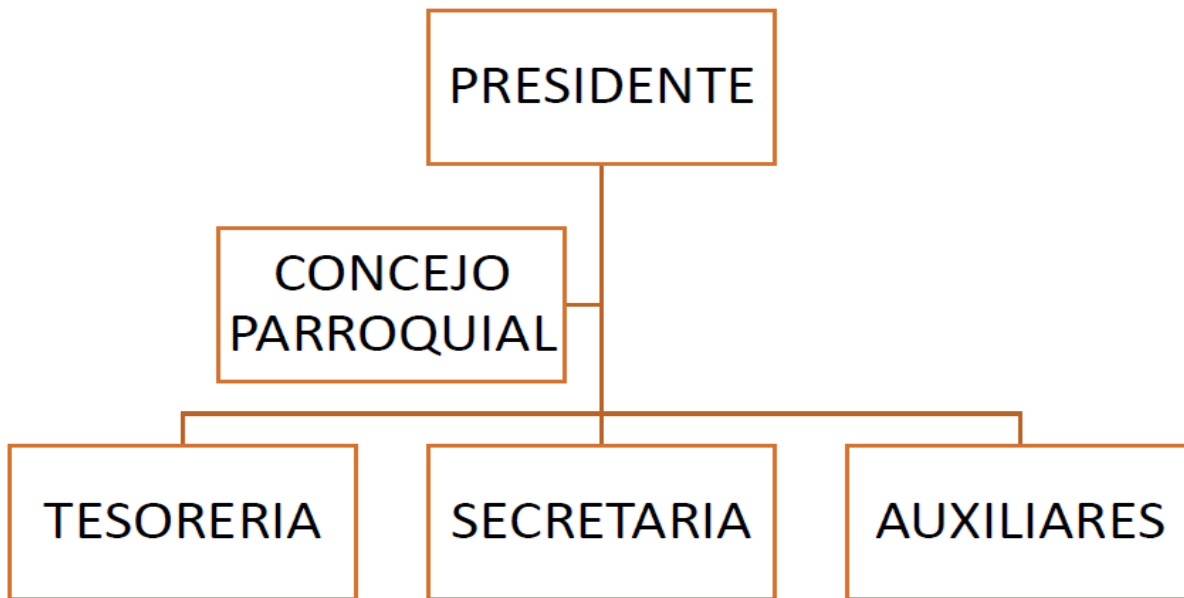 PRESIDENTE
CONCEJO
PARROQUIAL
TESORERIA
SECRETARIA
AUXILIARES